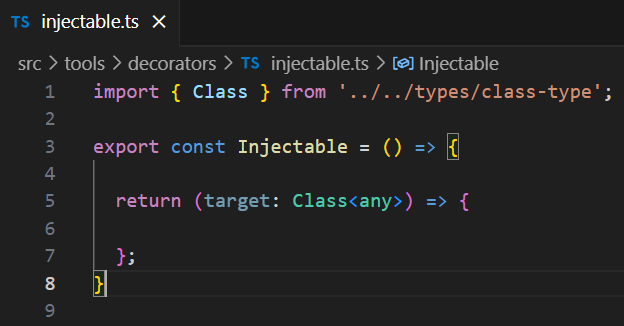 TS injectable.ts ×
src > tools > decorators > TS injectable.ts > Injectable
1 import { Class } from '../../types/class-type';
2
3 export const Injectable = () => {
4
5   return (target: Class<any>) => {
6
7   };
8 }
9